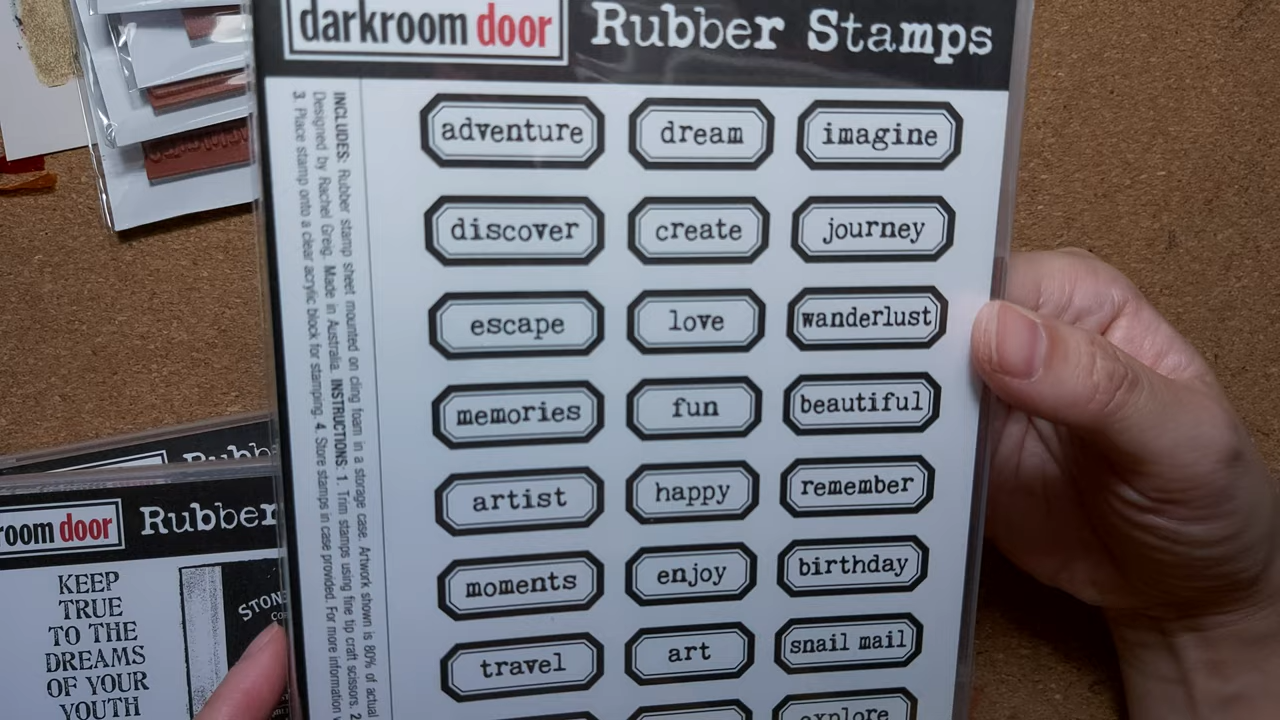 darkroom door Rubber Stamps
adventure dream imagine
discover create journey
escape love wanderlust
memories fun beautiful
artist happy remember
moments enjoy birthday
travel art snail mail
explore
INCLUDES: Rubber stamp sheet mounted on cling foam in a storage case. Artwork shown is 80% of actual
Designed by Rachel Greig. Made in Australia. INSTRUCTIONS: 1. Trim stamps using fine tip craft scissors. 2
3. Place stamp onto a clear acrylic block for stamping. 4. Store stamps in case provided. For more information
Rubb
room door Rubber
KEEP
TRUE
TO THE
DREAMS
OF YOUR
YOUTH
STON